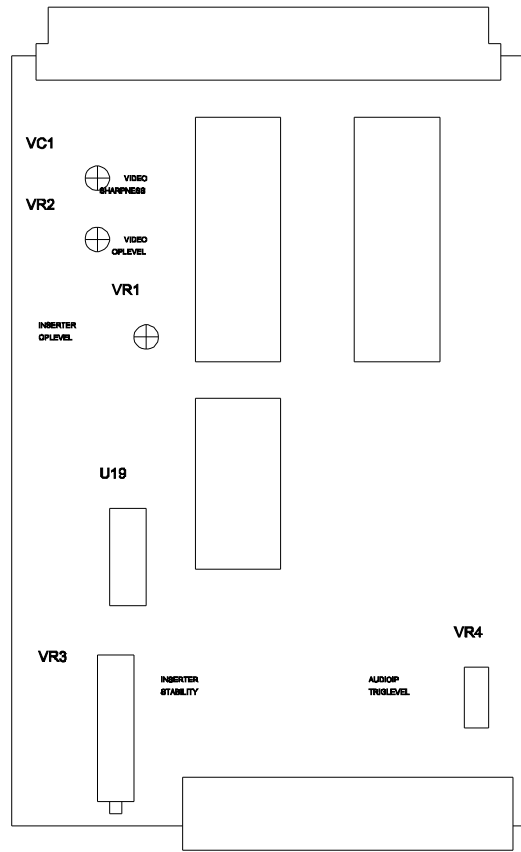 VC1
VIDEO
SHARPNESS
VR2
VIDEO
OPLEVEL
VR1
INSERTER
OPLEVEL
U19
VR4
VR3
INSERTER
STABILITY
AUDIOIP
TRIGLEVEL